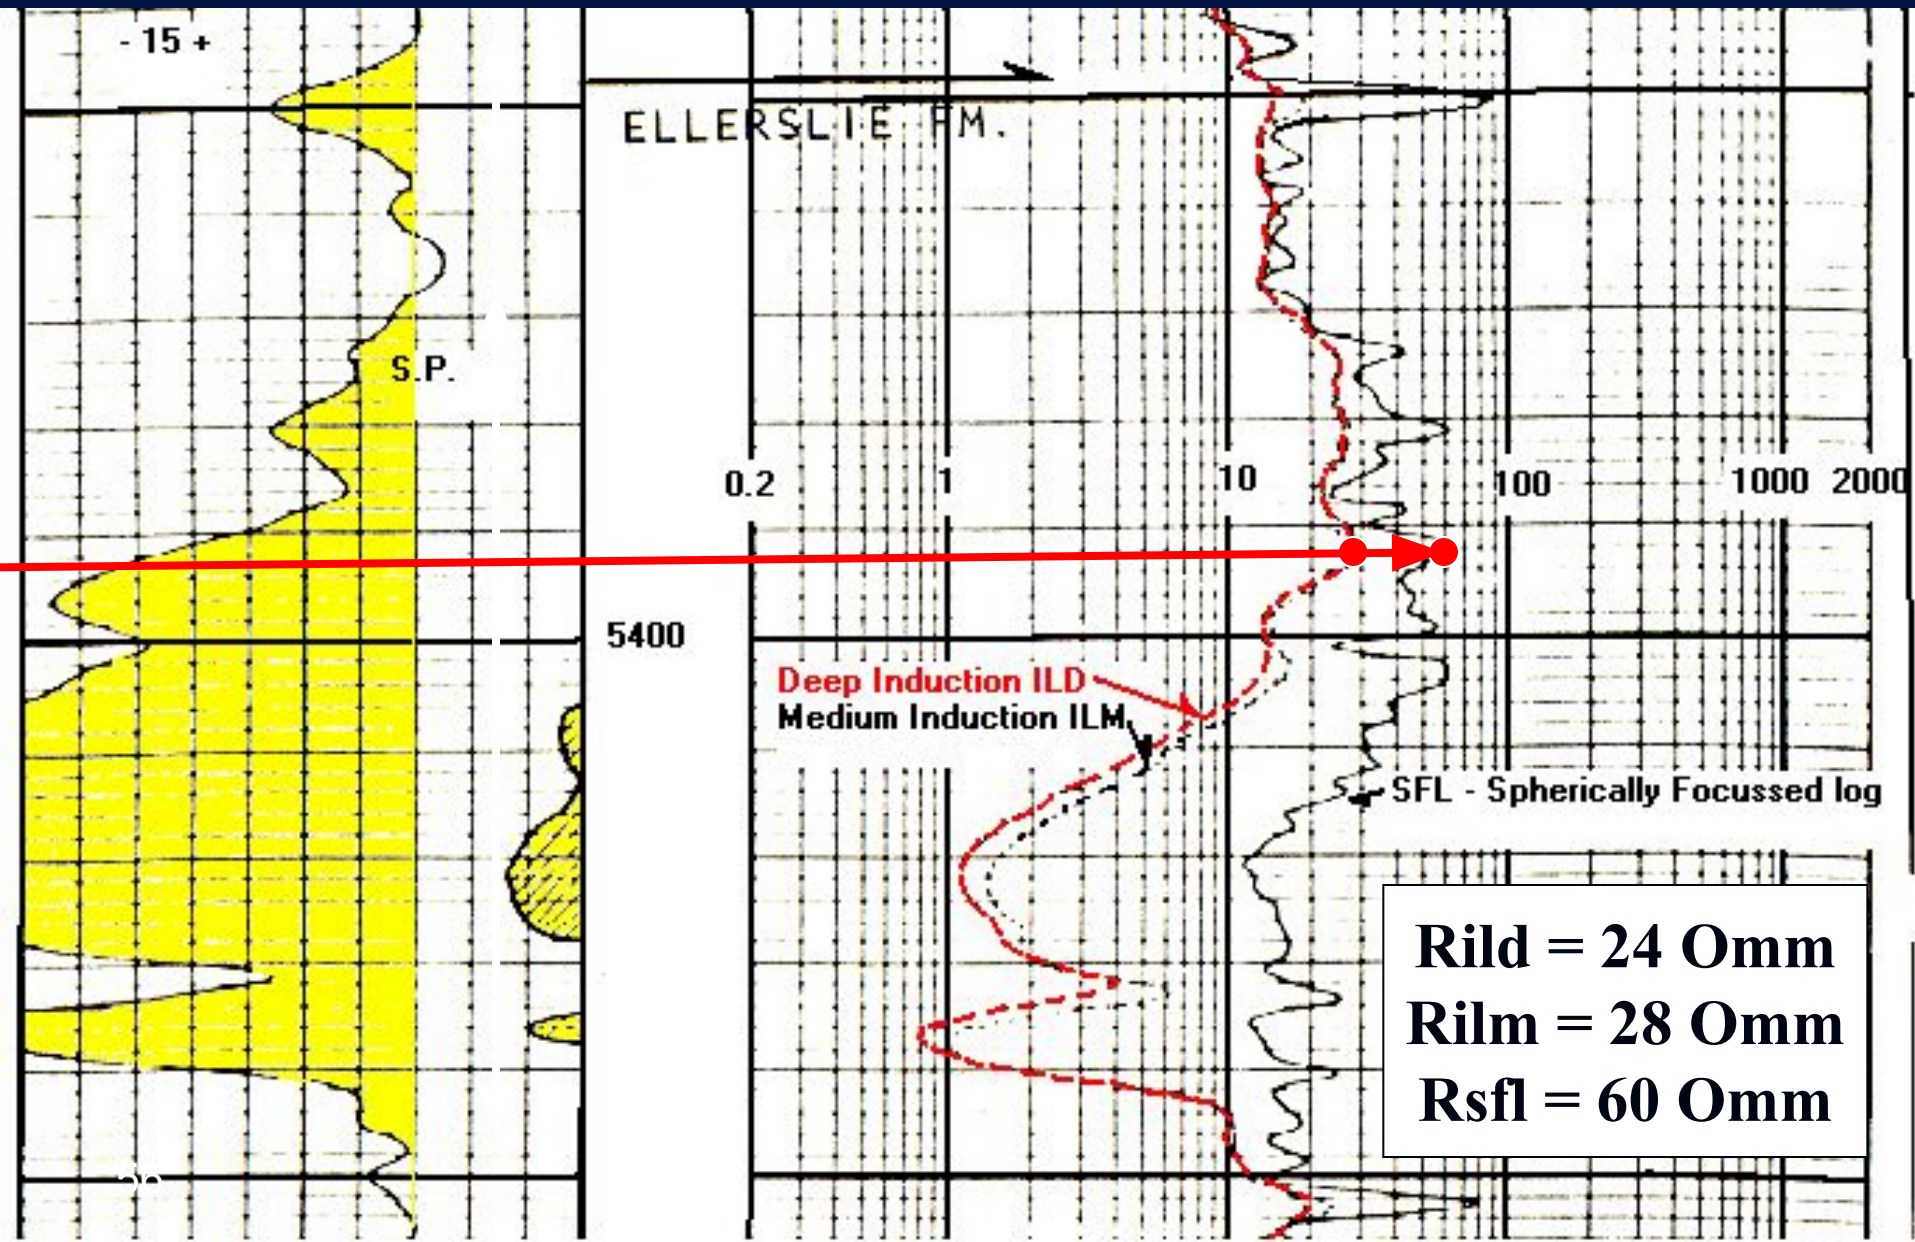 - 15 +
ELLERSLIE FM.
S.P.
0.2 1 10 100 1000 2000
5400
Deep Induction ILD
Medium Induction ILM
SFL - Spherically Focussed log
Rild = 24 Omm
Rilm = 28 Omm
Rsfl = 60 Omm